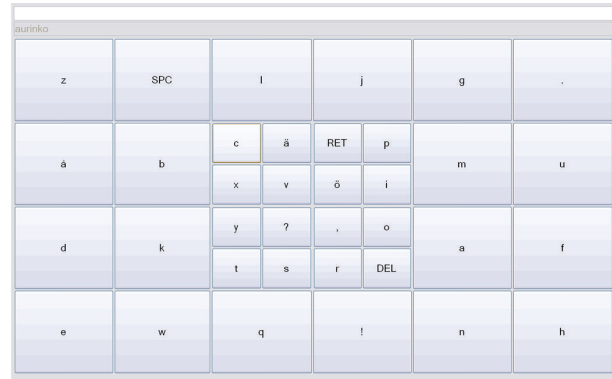 aurinko
z SPC l j g .
c ä RET p
å b m u
x v ö i
y ? , o
d k a f
t s r DEL
e w q ! n h